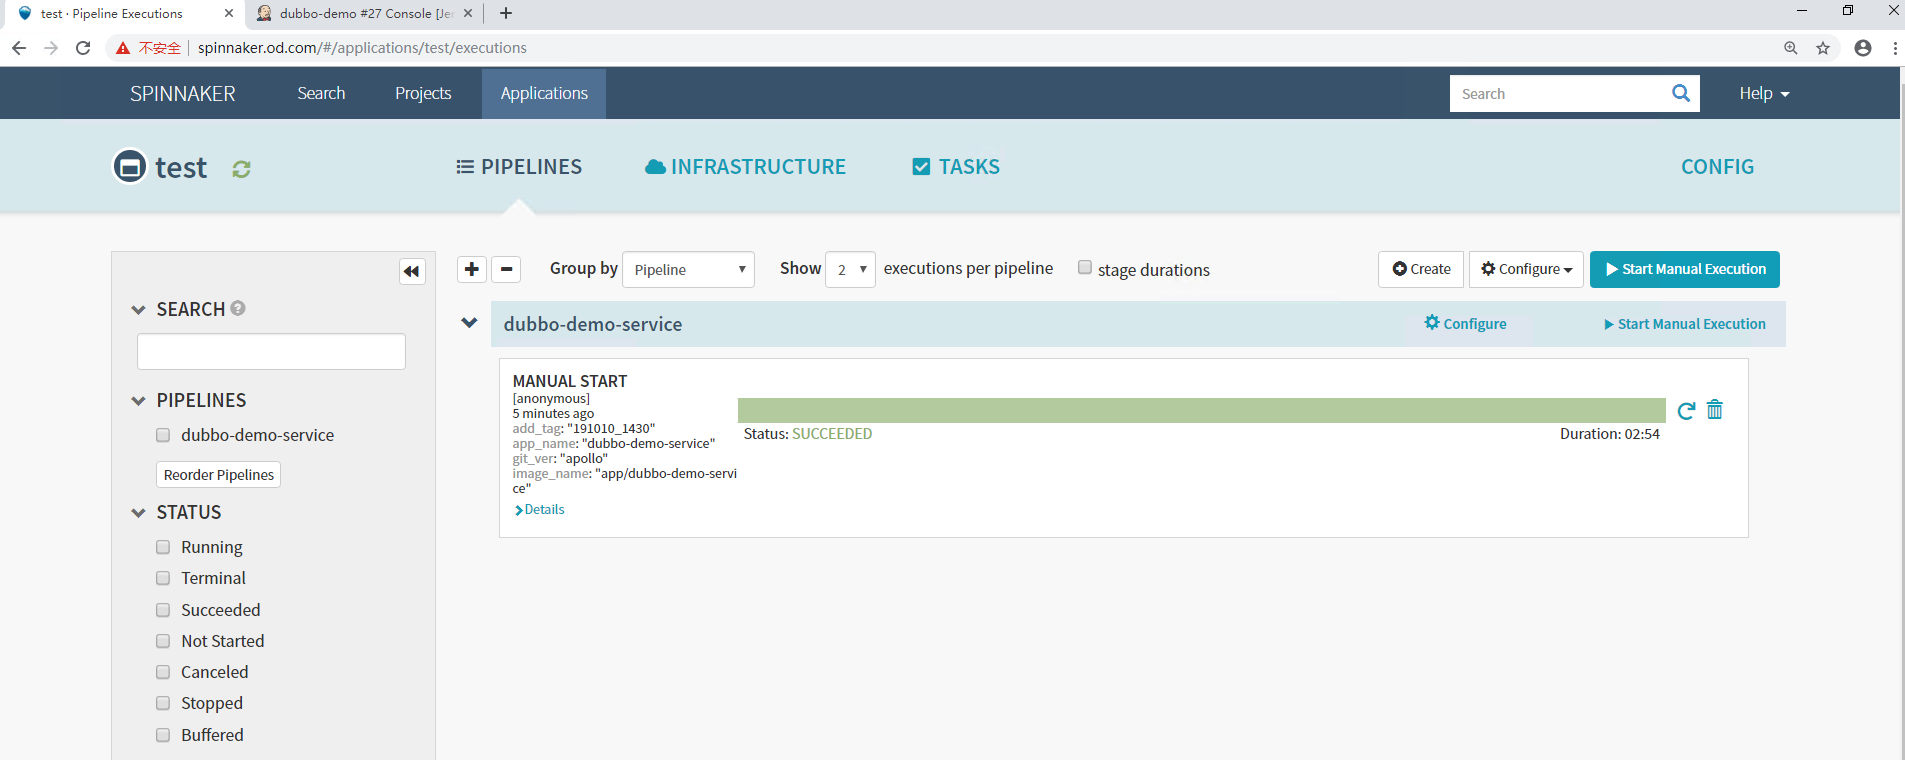 test · Pipeline Executions
dubbo-demo #27 Console [Je
不安全
spinnaker.od.com/#/applications/test/executions
SPINNAKER Search Projects Applications Search Help
test PIPELINES INFRASTRUCTURE TASKS CONFIG
Group by Pipeline Show 2 executions per pipeline stage durations Create Configure Start Manual Execution
SEARCH
PIPELINES
dubbo-demo-service
Reorder Pipelines
STATUS
Running
Terminal
Succeeded
Not Started
Canceled
Stopped
Buffered
dubbo-demo-service Configure Start Manual Execution
MANUAL START
[anonymous]
5 minutes ago
add_tag: "191010_1430"
app_name: "dubbo-demo-service"
git_ver: "apollo"
image_name: "app/dubbo-demo-servi
ce"
Details
Status: SUCCEEDED Duration: 02:54